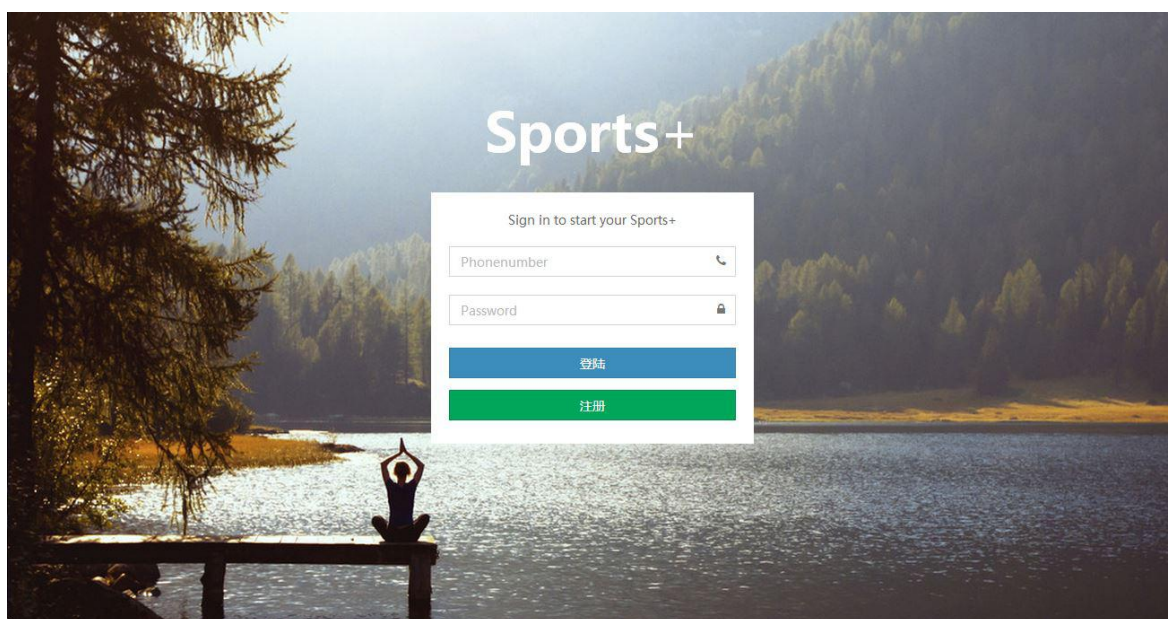 Sports+
Sign in to start your Sports+
Phonenumber
Password
登陆
注册